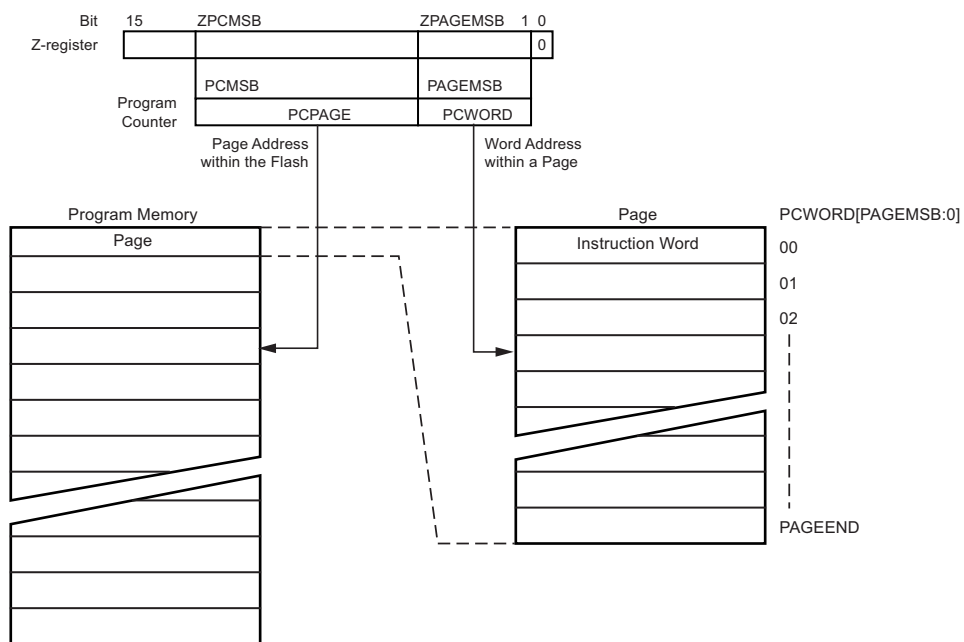 Bit 15 ZPCMSB ZPAGEMSB 1 0
Z-register 0
PCMSB PAGEMSB
Program
Counter
PCPAGE PCWORD
Page Address
within the Flash
Word Address
within a Page
Program Memory
Page
Page
Instruction Word
PCWORD[PAGEMSB:0]
00
01
02
PAGEEND